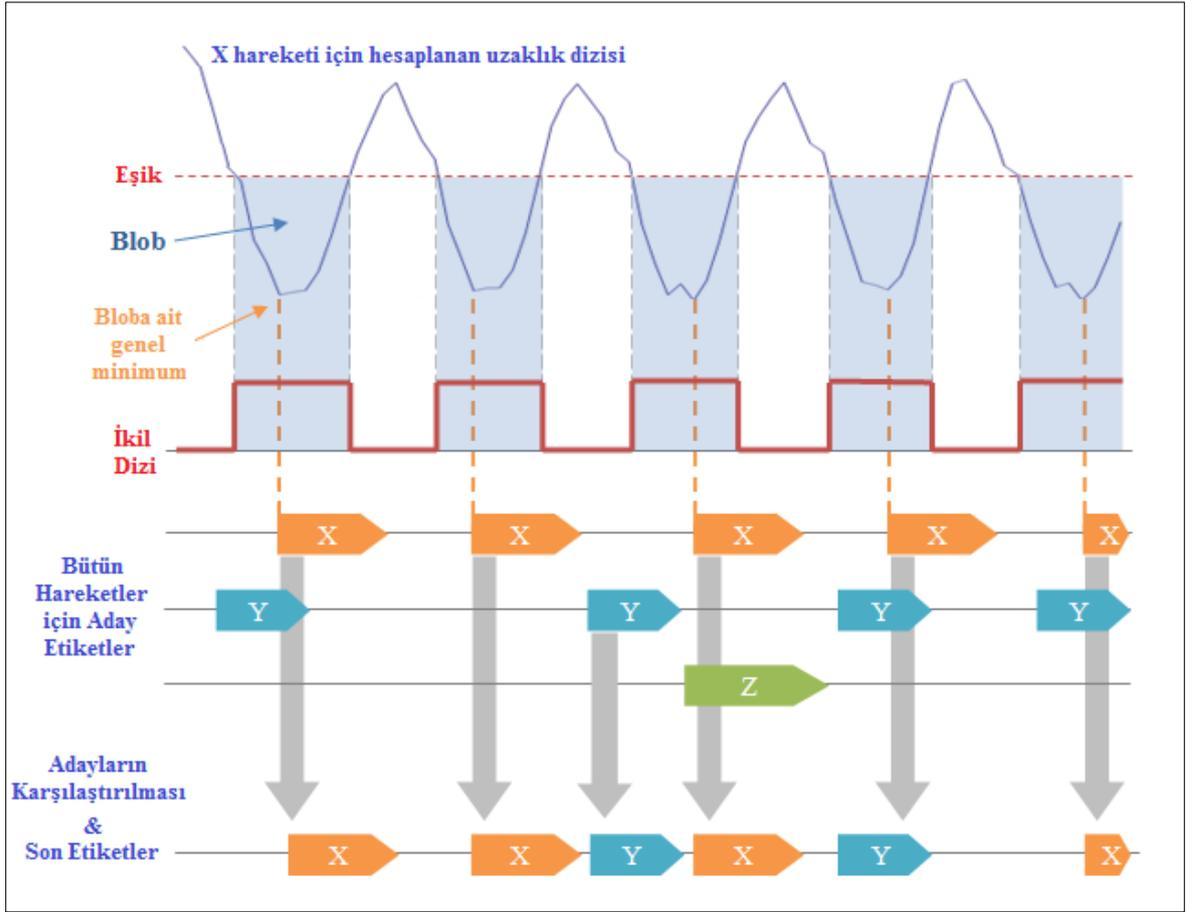 X hareketi için hesaplanan uzaklık dizisi
Eşik
Blob
Bloba ait
genel
minimum
İkil
Dizi
X
X
X
X
X
Bütün
Hareketler
için Aday
Etiketler
Y
Y
Y
Y
Z
Adayların
Karşılaştırılması
&
Son Etiketler
X
X
Y
X
Y
X